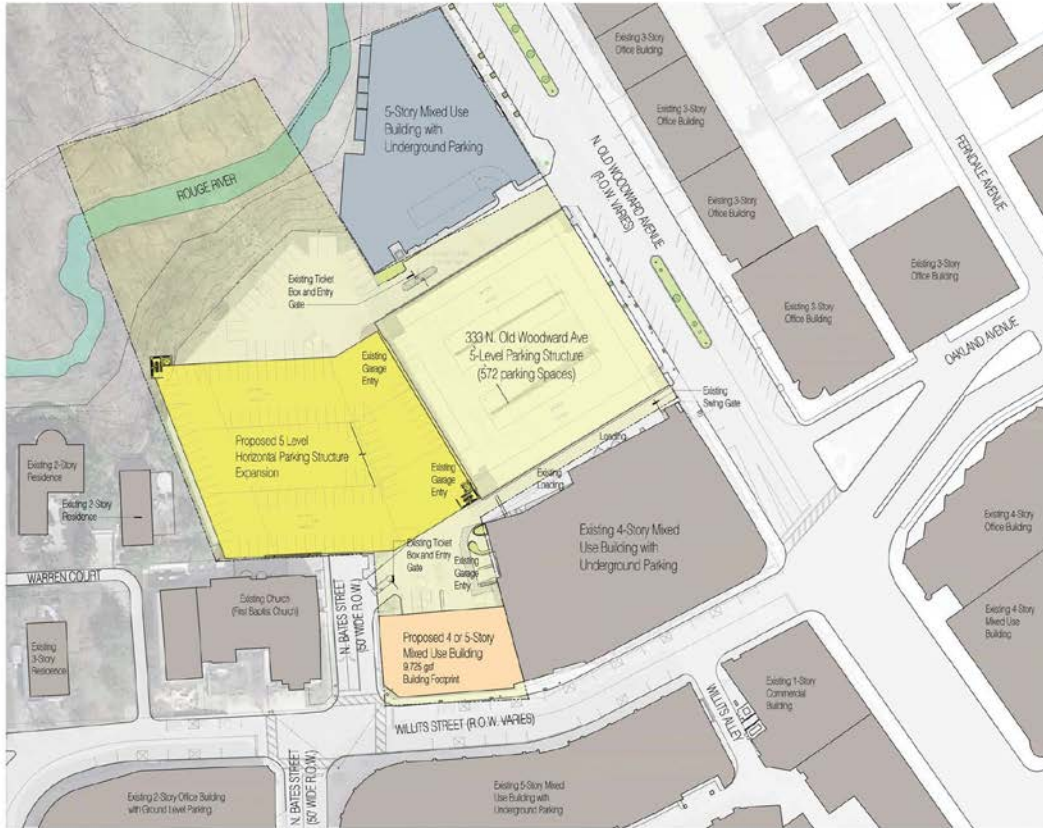 Existing 3-Story
Office Building
Existing 3-Story
Office Building
Existing 3-Story
Office Building
Existing 3-Story
Office Building
Existing 3-Story
Office Building
FERNDALE AVENUE
OAKLAND AVENUE
N. OLD WOODWARD AVENUE
(R.O.W. VARIES)
5-Story Mixed Use
Building with
Underground Parking
ROUGE RIVER
Existing Ticket
Box and Entry
Gate
333 N. Old Woodward Ave
5-Level Parking Structure
(572 parking Spaces)
Existing
Garage
Entry
Existing
Swing Gate
Proposed 5 Level
Horizontal Parking Structure
Expansion
Loading
Existing
Loading
Existing
Garage
Entry
Existing 2-Story
Residence
Existing 2-Story
Residence
Existing 4-Story Mixed
Use Building with
Underground Parking
Existing 4-Story
Office Building
Existing Ticket
Box and Entry
Gate
Existing
Garage
Entry
WARREN COURT
Existing Church
(First Baptist Church)
N. BATES STREET
(50' WIDE R.O.W.)
Existing 4-Story
Mixed Use
Building
Existing
3-Story
Residence
Proposed 4 or 5-Story
Mixed Use Building
9,725 gsf
Building Footprint
Existing 1-Story
Commercial
Building
WILLITS ALLEY
WILLITS STREET (R.O.W. VARIES)
N. BATES STREET
(50' WIDE R.O.W.)
Existing 2-Story Office Building
with Ground Level Parking
Existing 5-Story Mixed
Use Building with
Underground Parking